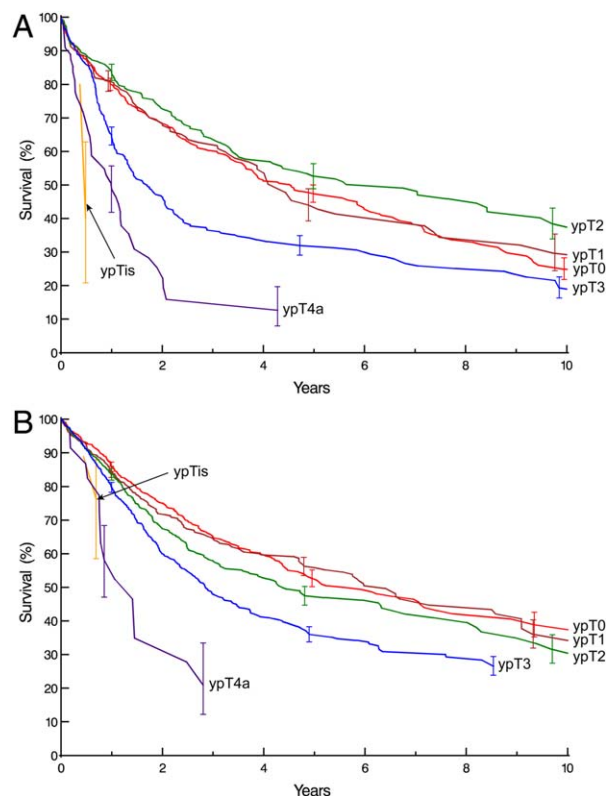 A
100
90
80
70
60
50
40
30
20
10
0
Survival (%)
0 2 4 6 8 10
Years
ypTis
ypT4a
ypT2
ypT1
ypT0
ypT3
B
100
90
80
70
60
50
40
30
20
10
0
Survival (%)
0 2 4 6 8 10
Years
ypTis
ypT4a
ypT3
ypT0
ypT1
ypT2